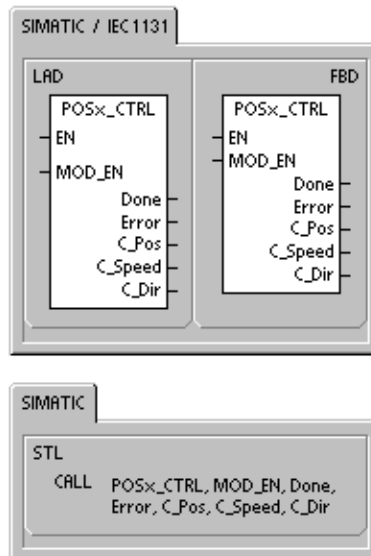 SIMATIC / IEC1131
LAD
FBD
POSx_CTRL
EN
MOD_EN
Done
Error
C_Pos
C_Speed
C_Dir
POSx_CTRL
EN
MOD_EN
Done
Error
C_Pos
C_Speed
C_Dir
SIMATIC
STL
CALL POSx_CTRL, MOD_EN, Done,
Error, C_Pos, C_Speed, C_Dir